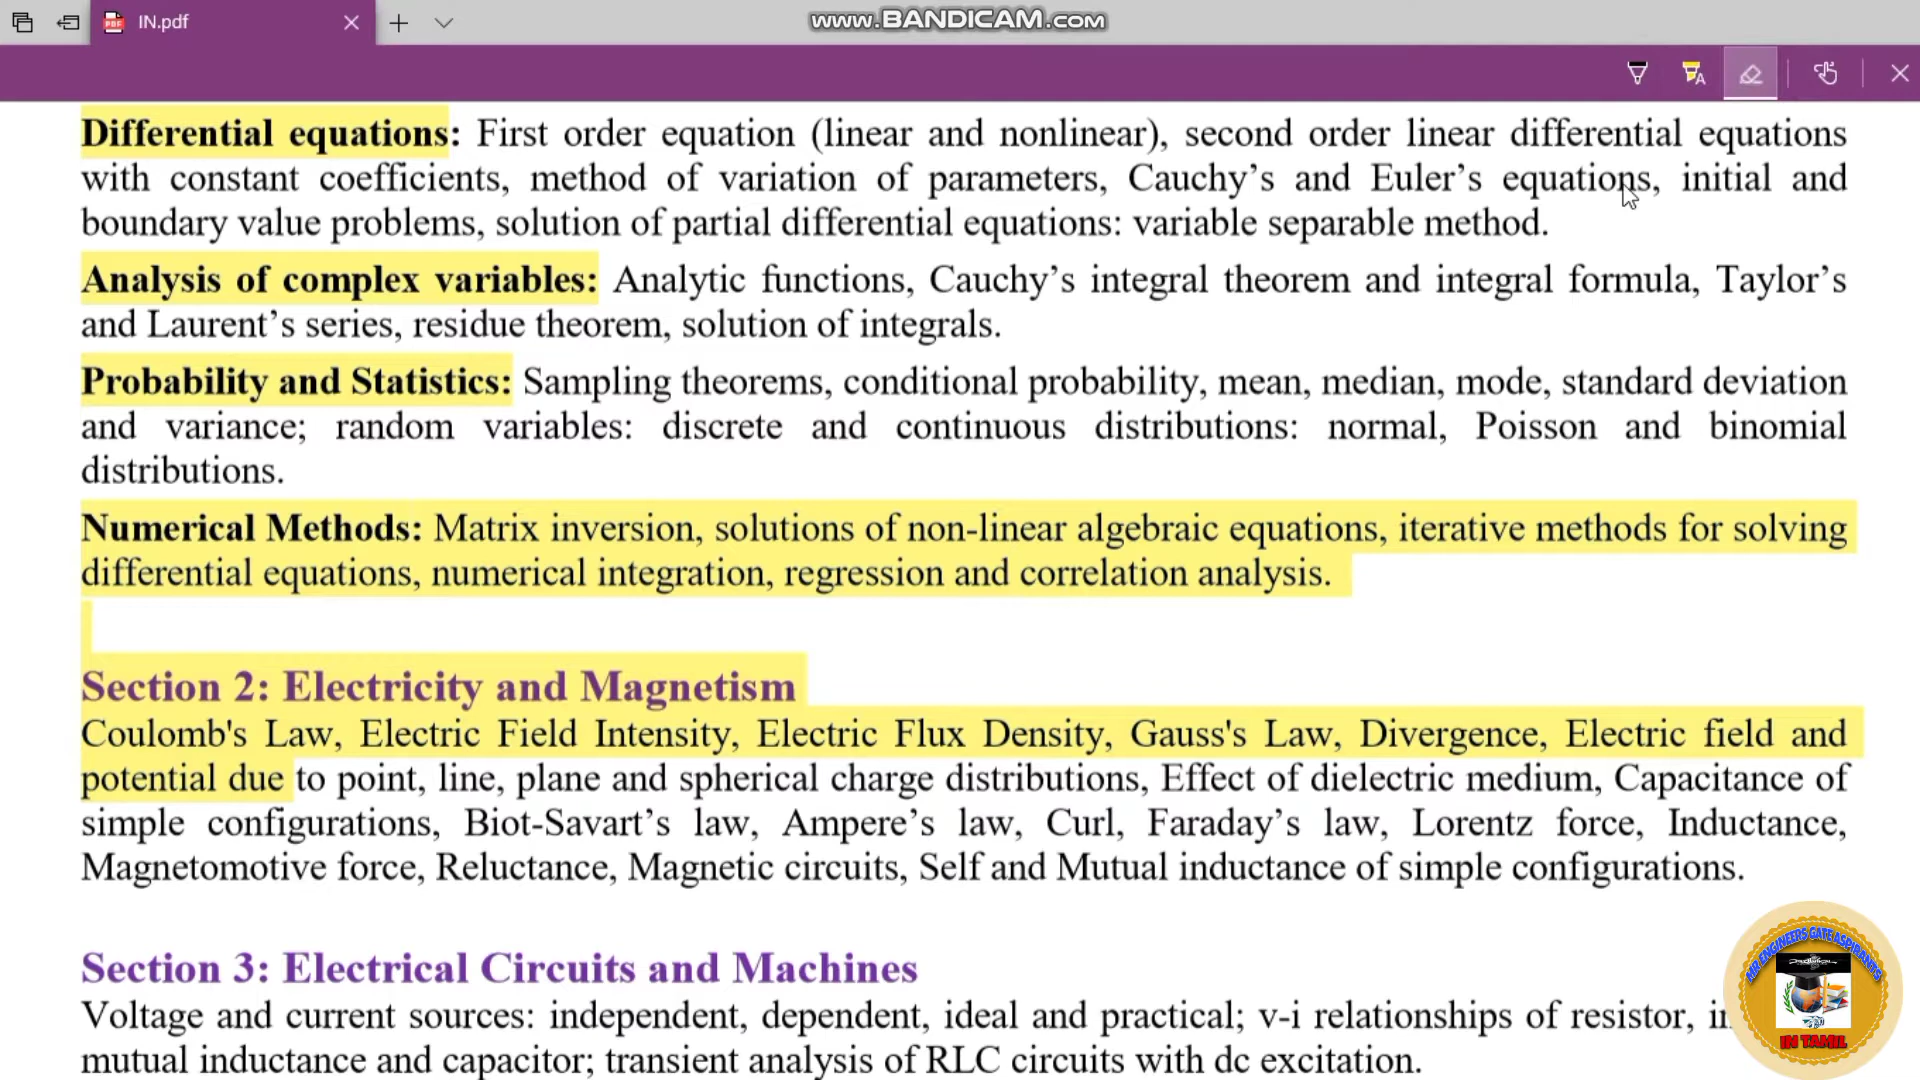 IN.pdf
www.BANDICAM.com
Differential equations: First order equation (linear and nonlinear), second order linear differential equations
with constant coefficients, method of variation of parameters, Cauchy’s and Euler’s equations, initial and
boundary value problems, solution of partial differential equations: variable separable method.
Analysis of complex variables: Analytic functions, Cauchy’s integral theorem and integral formula, Taylor’s
and Laurent’s series, residue theorem, solution of integrals.
Probability and Statistics: Sampling theorems, conditional probability, mean, median, mode, standard deviation
and variance; random variables: discrete and continuous distributions: normal, Poisson and binomial
distributions.
Numerical Methods: Matrix inversion, solutions of non-linear algebraic equations, iterative methods for solving
differential equations, numerical integration, regression and correlation analysis.
Section 2: Electricity and Magnetism
Coulomb's Law, Electric Field Intensity, Electric Flux Density, Gauss's Law, Divergence, Electric field and
potential due to point, line, plane and spherical charge distributions, Effect of dielectric medium, Capacitance of
simple configurations, Biot-Savart’s law, Ampere’s law, Curl, Faraday’s law, Lorentz force, Inductance,
Magnetomotive force, Reluctance, Magnetic circuits, Self and Mutual inductance of simple configurations.
Section 3: Electrical Circuits and Machines
Voltage and current sources: independent, dependent, ideal and practical; v-i relationships of resistor,
mutual inductance and capacitor; transient analysis of RLC circuits with dc excitation.
MR ENGINEERS GATE ASPIRANTS
IN TAMIL